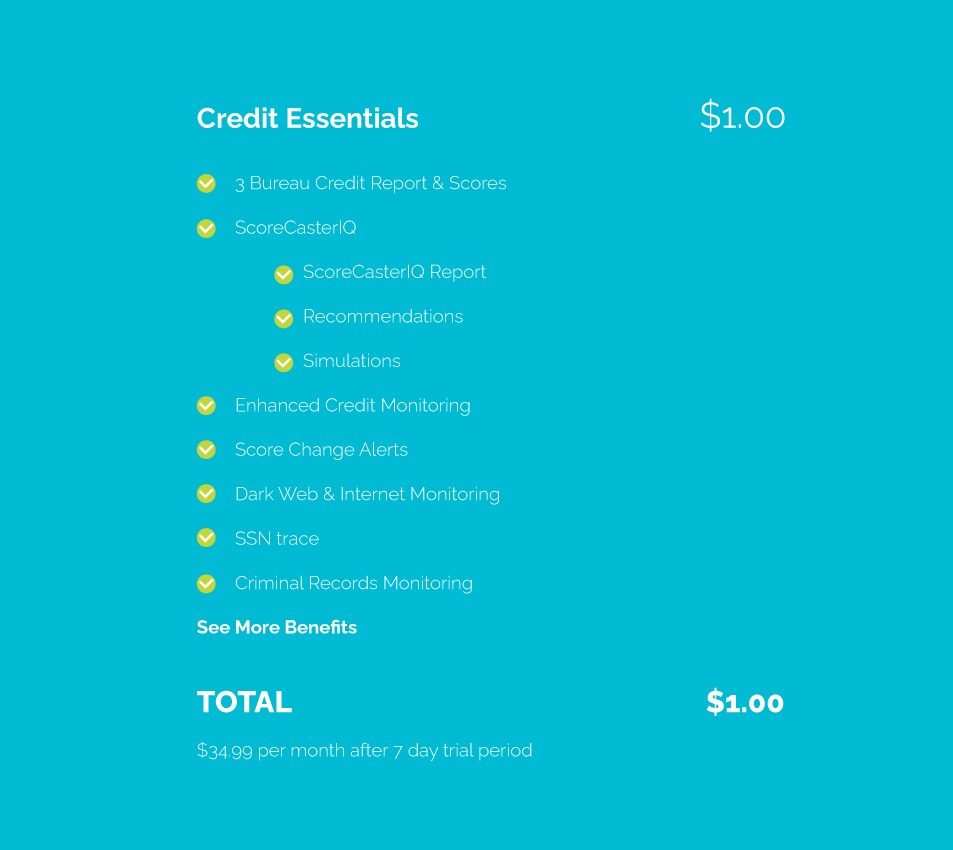 Credit Essentials $1.00
3 Bureau Credit Report & Scores
ScoreCasterIQ
ScoreCasterIQ Report
Recommendations
Simulations
Enhanced Credit Monitoring
Score Change Alerts
Dark Web & Internet Monitoring
SSN trace
Criminal Records Monitoring
See More Benefits
TOTAL $1.00
$34.99 per month after 7 day trial period